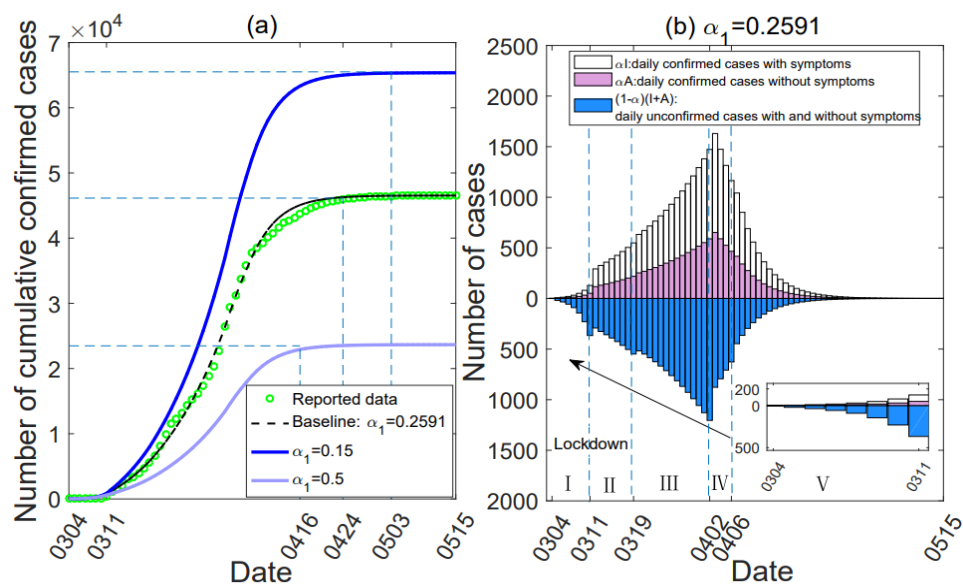 (a)
×10⁴
7
6
5
4
3
2
1
0
Number of cumulative confirmed cases
Reported data
Baseline: α₁=0.2591
α₁=0.15
α₁=0.5
0304
0311
0416
0424
0503
0515
Date
(b) α₁=0.2591
2500
2000
1500
1000
500
0
500
1000
1500
2000
Number of cases
αI:daily confirmed cases with symptoms
αA:daily confirmed cases without symptoms
(1-α)(I+A):
daily unconfirmed cases with and without symptoms
Lockdown
I
II
III
IV
V
200
0
500
0304
0311
0304
0311
0319
0402
0406
0515
Date